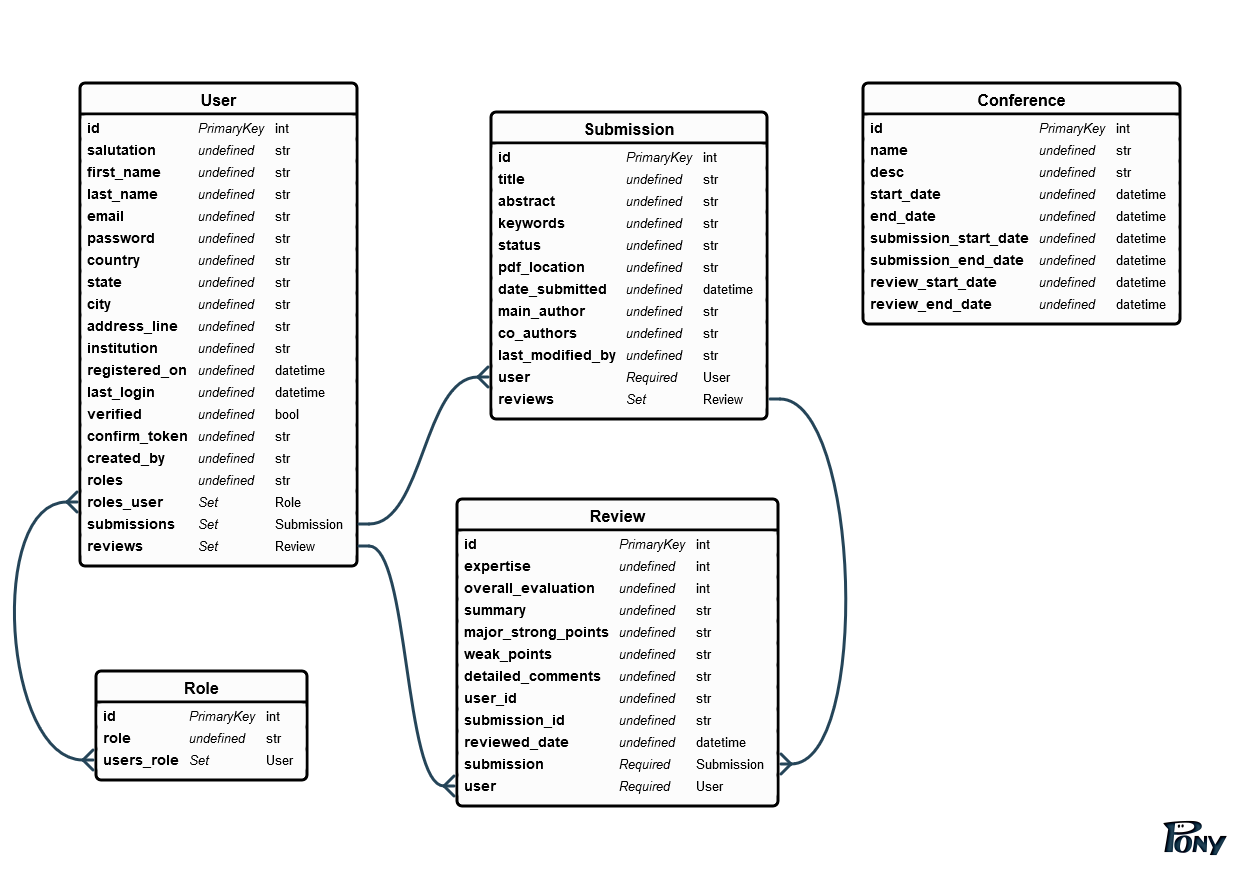 User
id PrimaryKey int
salutation undefined str
first_name undefined str
last_name undefined str
email undefined str
password undefined str
country undefined str
state undefined str
city undefined str
address_line undefined str
institution undefined str
registered_on undefined datetime
last_login undefined datetime
verified undefined bool
confirm_token undefined str
created_by undefined str
roles undefined str
roles_user Set Role
submissions Set Submission
reviews Set Review
Submission
id PrimaryKey int
title undefined str
abstract undefined str
keywords undefined str
status undefined str
pdf_location undefined str
date_submitted undefined datetime
main_author undefined str
co_authors undefined str
last_modified_by undefined str
user Required User
reviews Set Review
Conference
id PrimaryKey int
name undefined str
desc undefined str
start_date undefined datetime
end_date undefined datetime
submission_start_date undefined datetime
submission_end_date undefined datetime
review_start_date undefined datetime
review_end_date undefined datetime
Review
id PrimaryKey int
expertise undefined int
overall_evaluation undefined int
summary undefined str
major_strong_points undefined str
weak_points undefined str
detailed_comments undefined str
user_id undefined str
submission_id undefined str
reviewed_date undefined datetime
submission Required Submission
user Required User
Role
id PrimaryKey int
role undefined str
users_role Set User
PONY